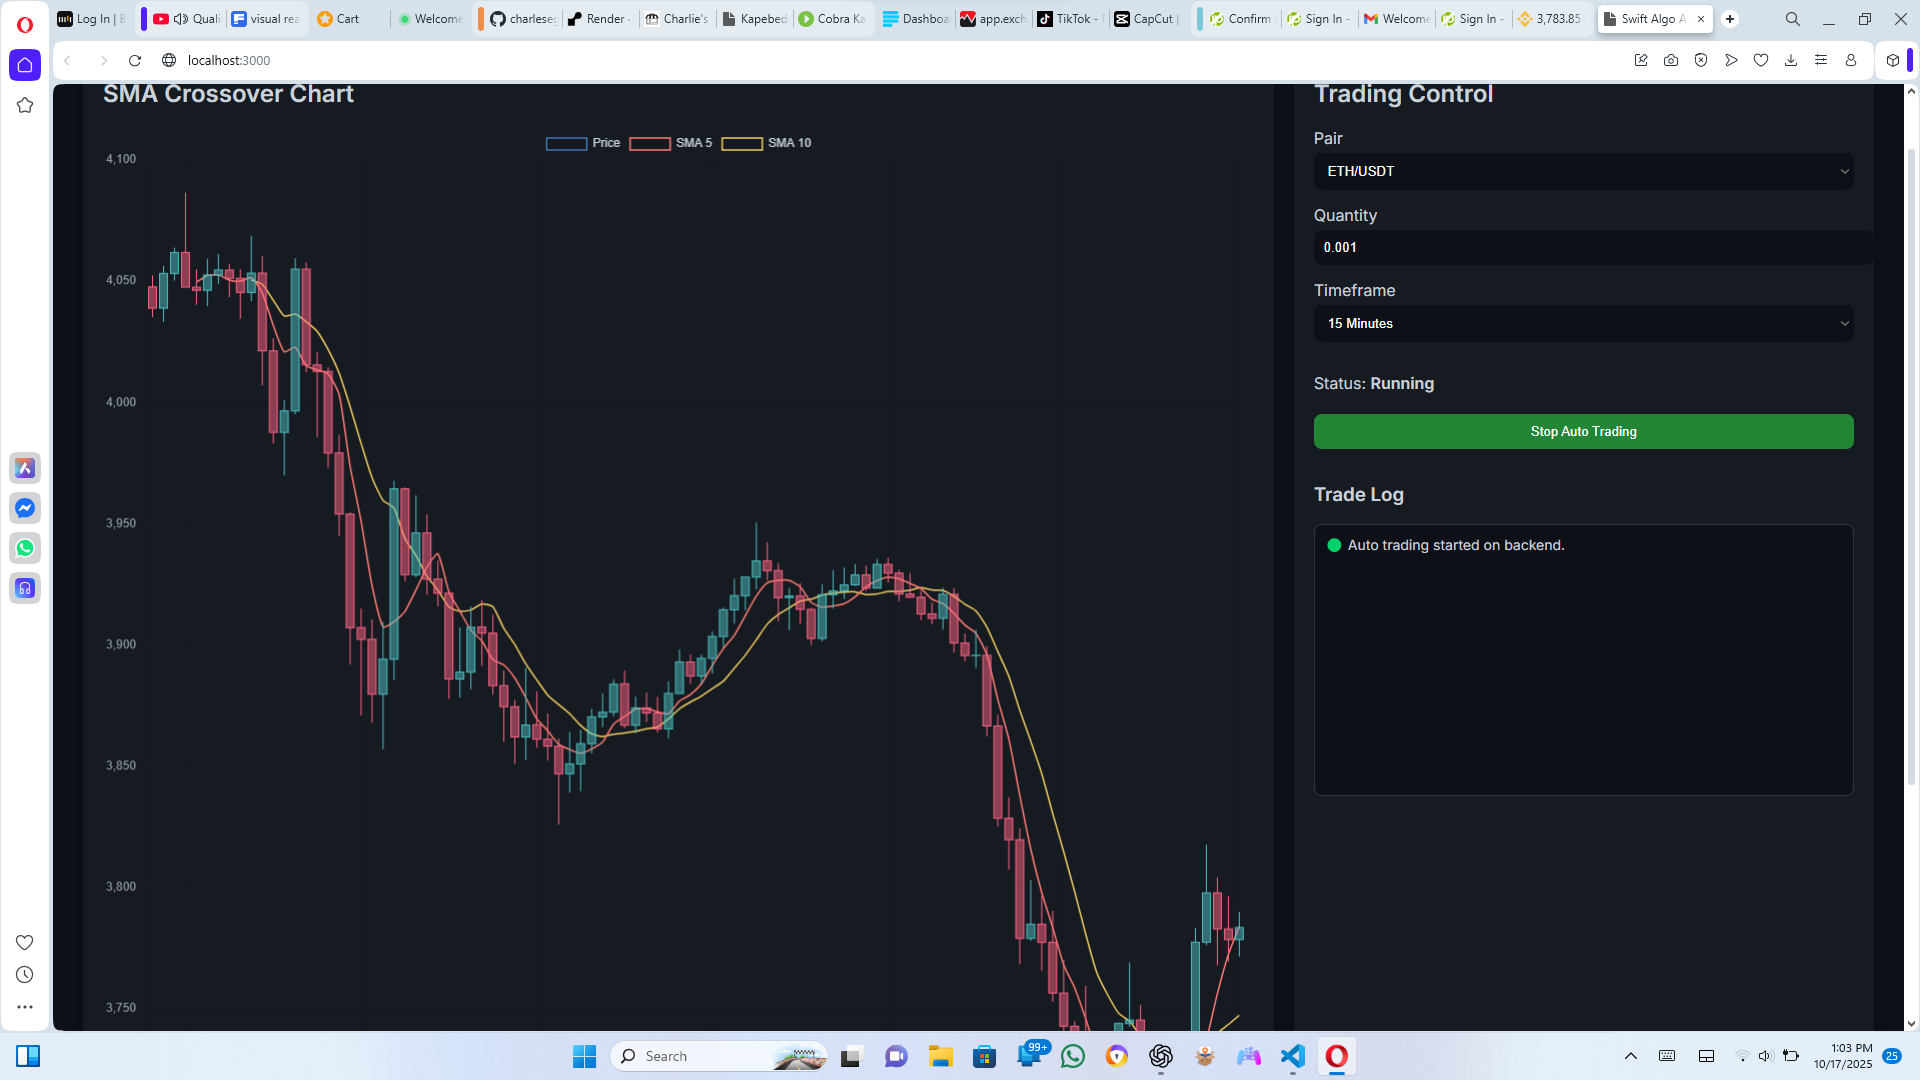 Log In | B
Quali
visual rea
Cart
Welcome
charleseg
Render -
Charlie's
Kapebed
Cobra Ka
Dashboa
app.exch
TikTok -
CapCut |
Confirm
Sign In -
Welcome
Sign In -
3,783.85
Swift Algo A
localhost:3000
SMA Crossover Chart
Price
SMA 5
SMA 10
4,100
4,050
4,000
3,950
3,900
3,850
3,800
3,750
Trading Control
Pair
ETH/USDT
Quantity
0.001
Timeframe
15 Minutes
Status: Running
Stop Auto Trading
Trade Log
Auto trading started on backend.
Search
99+
1:03 PM
10/17/2025
25